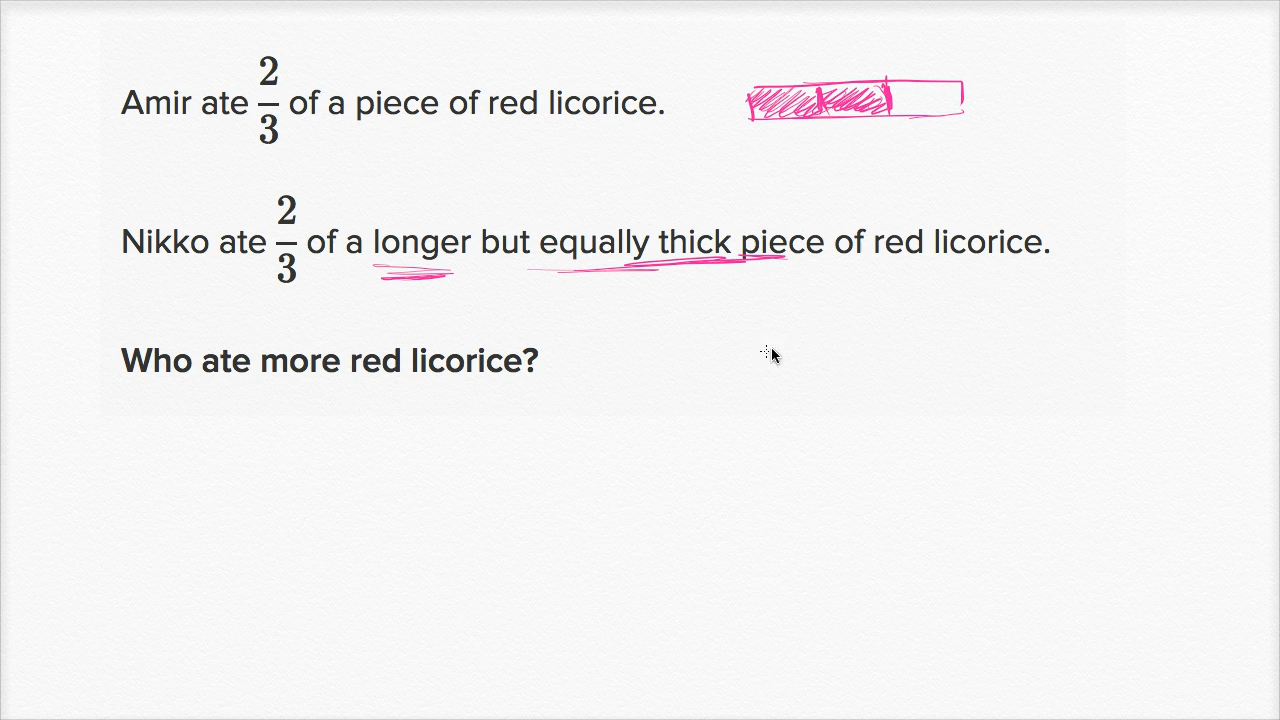 Amir ate 2/3 of a piece of red licorice.
Nikko ate 2/3 of a longer but equally thick piece of red licorice.
Who ate more red licorice?